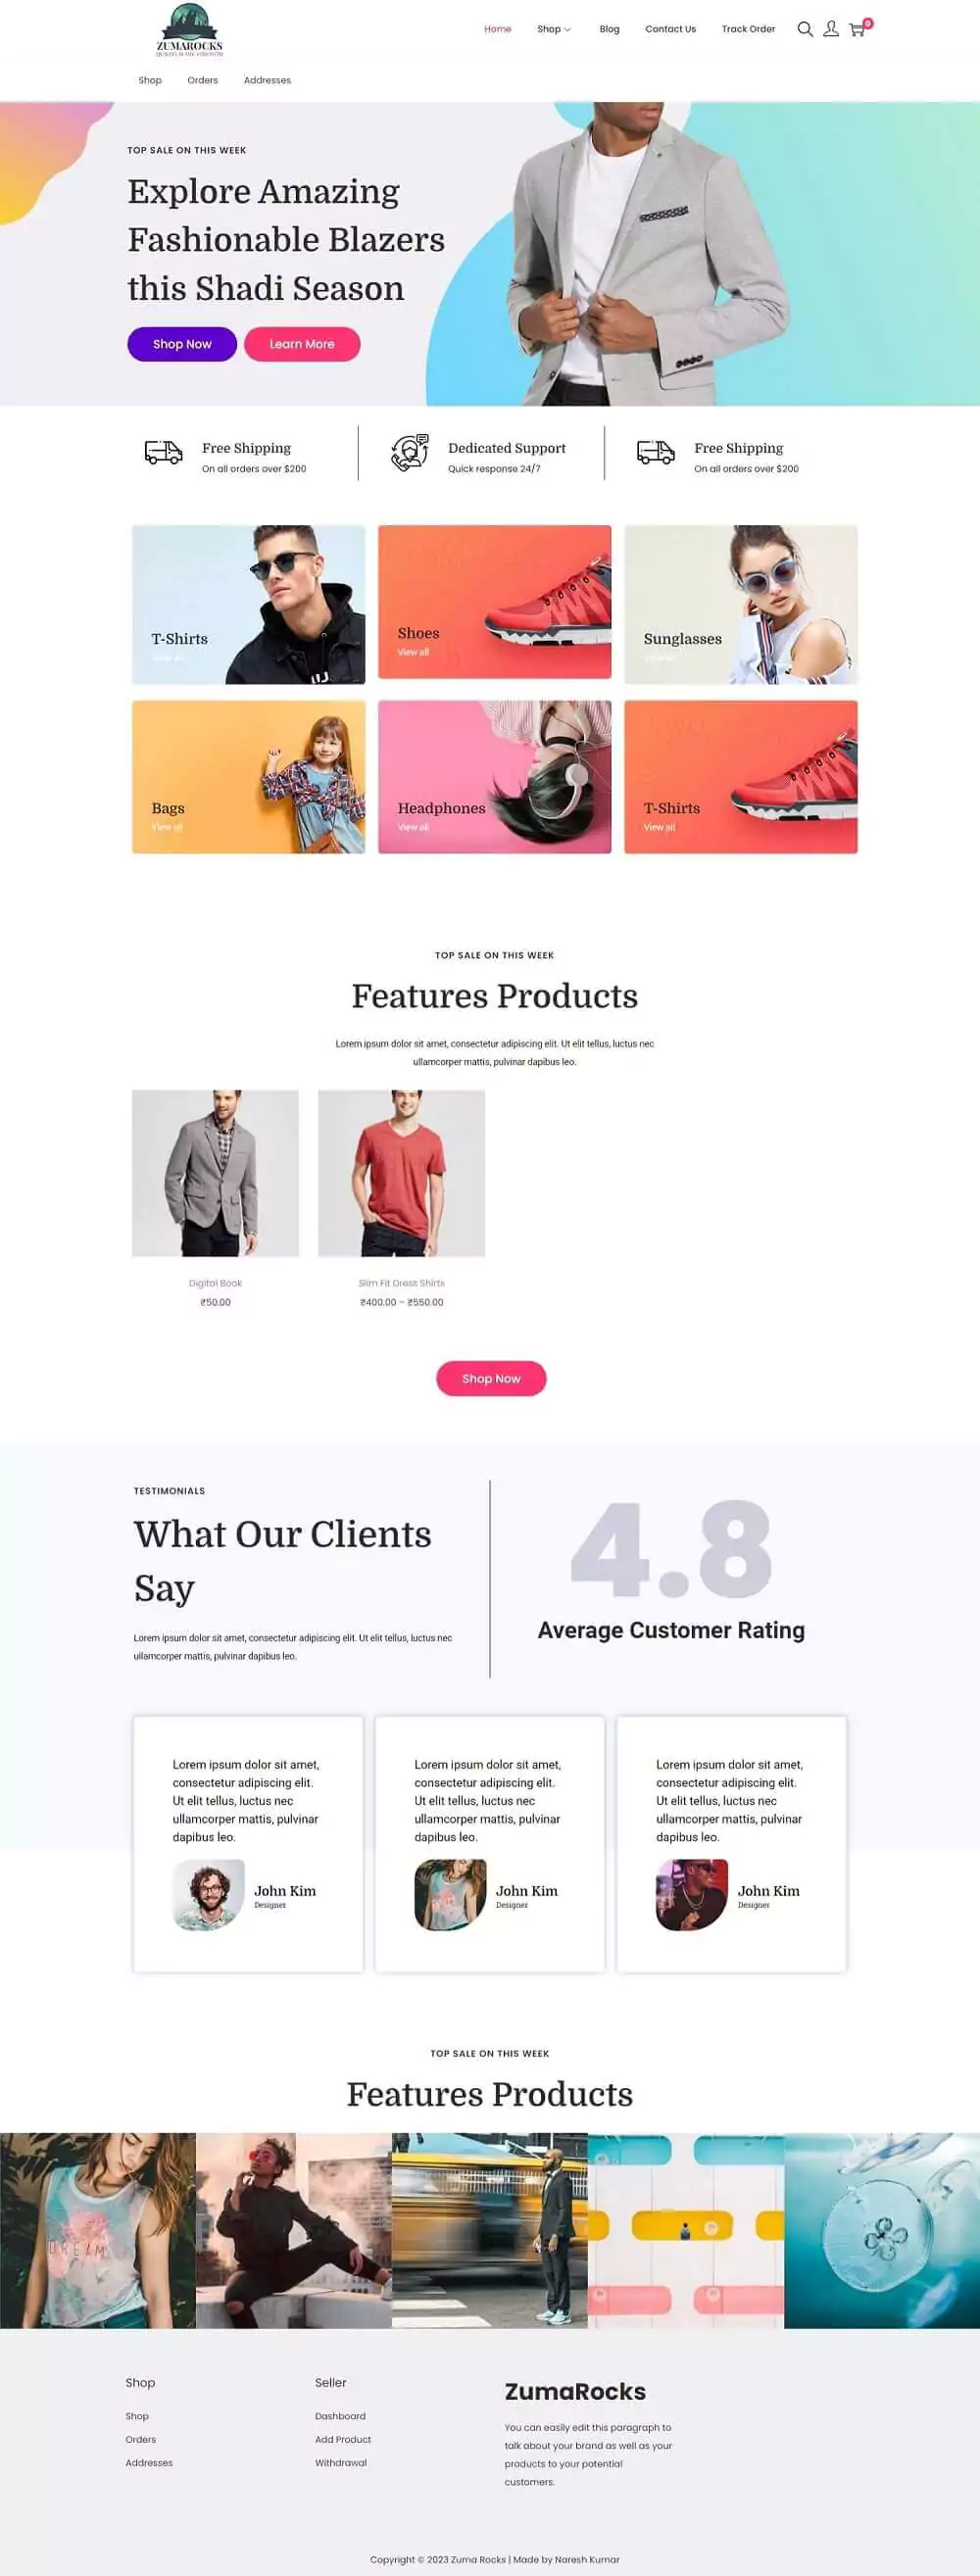 ZUMAROCKS
Home Shop Blog Contact Us Track Order 0
Shop Orders Addresses
TOP SALE ON THIS WEEK
Explore Amazing
Fashionable Blazers
this Shadi Season
Shop Now Learn More
Free Shipping
On all orders over $200
Dedicated Support
Quick response 24/7
Free Shipping
On all orders over $200
T-Shirts
View all
Shoes
View all
Sunglasses
Bags
View all
Headphones
View all
T-Shirts
View all
TOP SALE ON THIS WEEK
Features Products
Lorem ipsum dolor sit amet, consectetur adipiscing elit. Ut elit tellus, luctus nec
ullamcorper mattis, pulvinar dapibus leo.
Digital Book
₹50.00
Slim Fit Dress Shirts
₹400.00 – ₹550.00
Shop Now
TESTIMONIALS
What Our Clients
Say
Lorem ipsum dolor sit amet, consectetur adipiscing elit. Ut elit tellus, luctus nec
ullamcorper mattis, pulvinar dapibus leo.
4.8
Average Customer Rating
Lorem ipsum dolor sit amet,
consectetur adipiscing elit.
Ut elit tellus, luctus nec
ullamcorper mattis, pulvinar
dapibus leo.
John Kim
Designer
Lorem ipsum dolor sit amet,
consectetur adipiscing elit.
Ut elit tellus, luctus nec
ullamcorper mattis, pulvinar
dapibus leo.
John Kim
Designer
Lorem ipsum dolor sit amet,
consectetur adipiscing elit.
Ut elit tellus, luctus nec
ullamcorper mattis, pulvinar
dapibus leo.
John Kim
Designer
TOP SALE ON THIS WEEK
Features Products
DREAM
Shop
Shop
Orders
Addresses
Seller
Dashboard
Add Product
Withdrawal
ZumaRocks
You can easily edit this paragraph to
talk about your brand as well as your
products to your potential
customers.
Copyright © 2023 Zuma Rocks | Made by Naresh Kumar